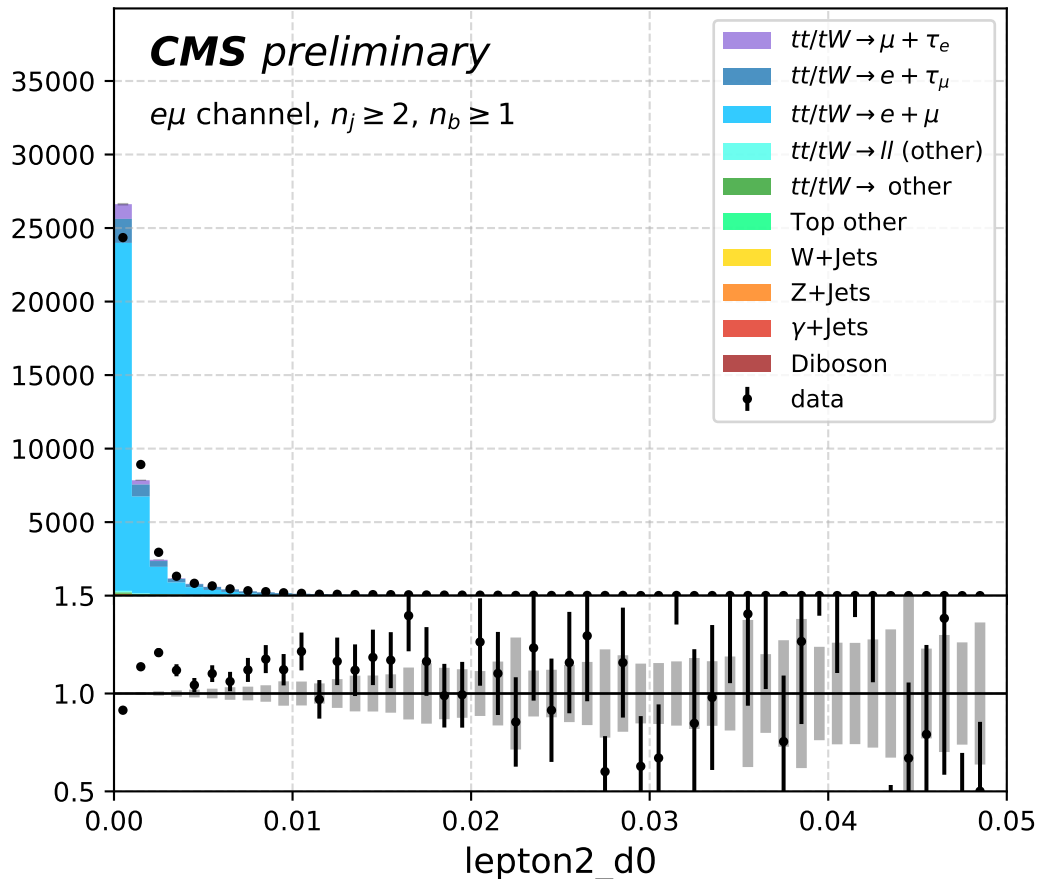 CMS preliminary
eμ channel, n_j ≥ 2, n_b ≥ 1
tt/tW → μ + τ_e
tt/tW → e + τ_μ
tt/tW → e + μ
tt/tW → ll (other)
tt/tW → other
Top other
W+Jets
Z+Jets
γ+Jets
Diboson
data
35000
30000
25000
20000
15000
10000
5000
1.5
1.0
0.5
0.00 0.01 0.02 0.03 0.04 0.05
lepton2_d0